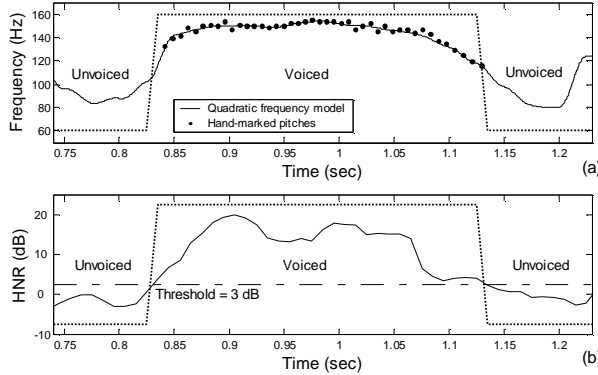 160
140
120
100
80
60
Frequency (Hz)
Unvoiced
Voiced
Unvoiced
Quadratic frequency model
Hand-marked pitches
0.75 0.8 0.85 0.9 0.95 1 1.05 1.1 1.15 1.2
Time (sec)
(a)
20
10
0
-10
HNR (dB)
Unvoiced
Voiced
Unvoiced
Threshold = 3 dB
0.75 0.8 0.85 0.9 0.95 1 1.05 1.1 1.15 1.2
Time (sec)
(b)